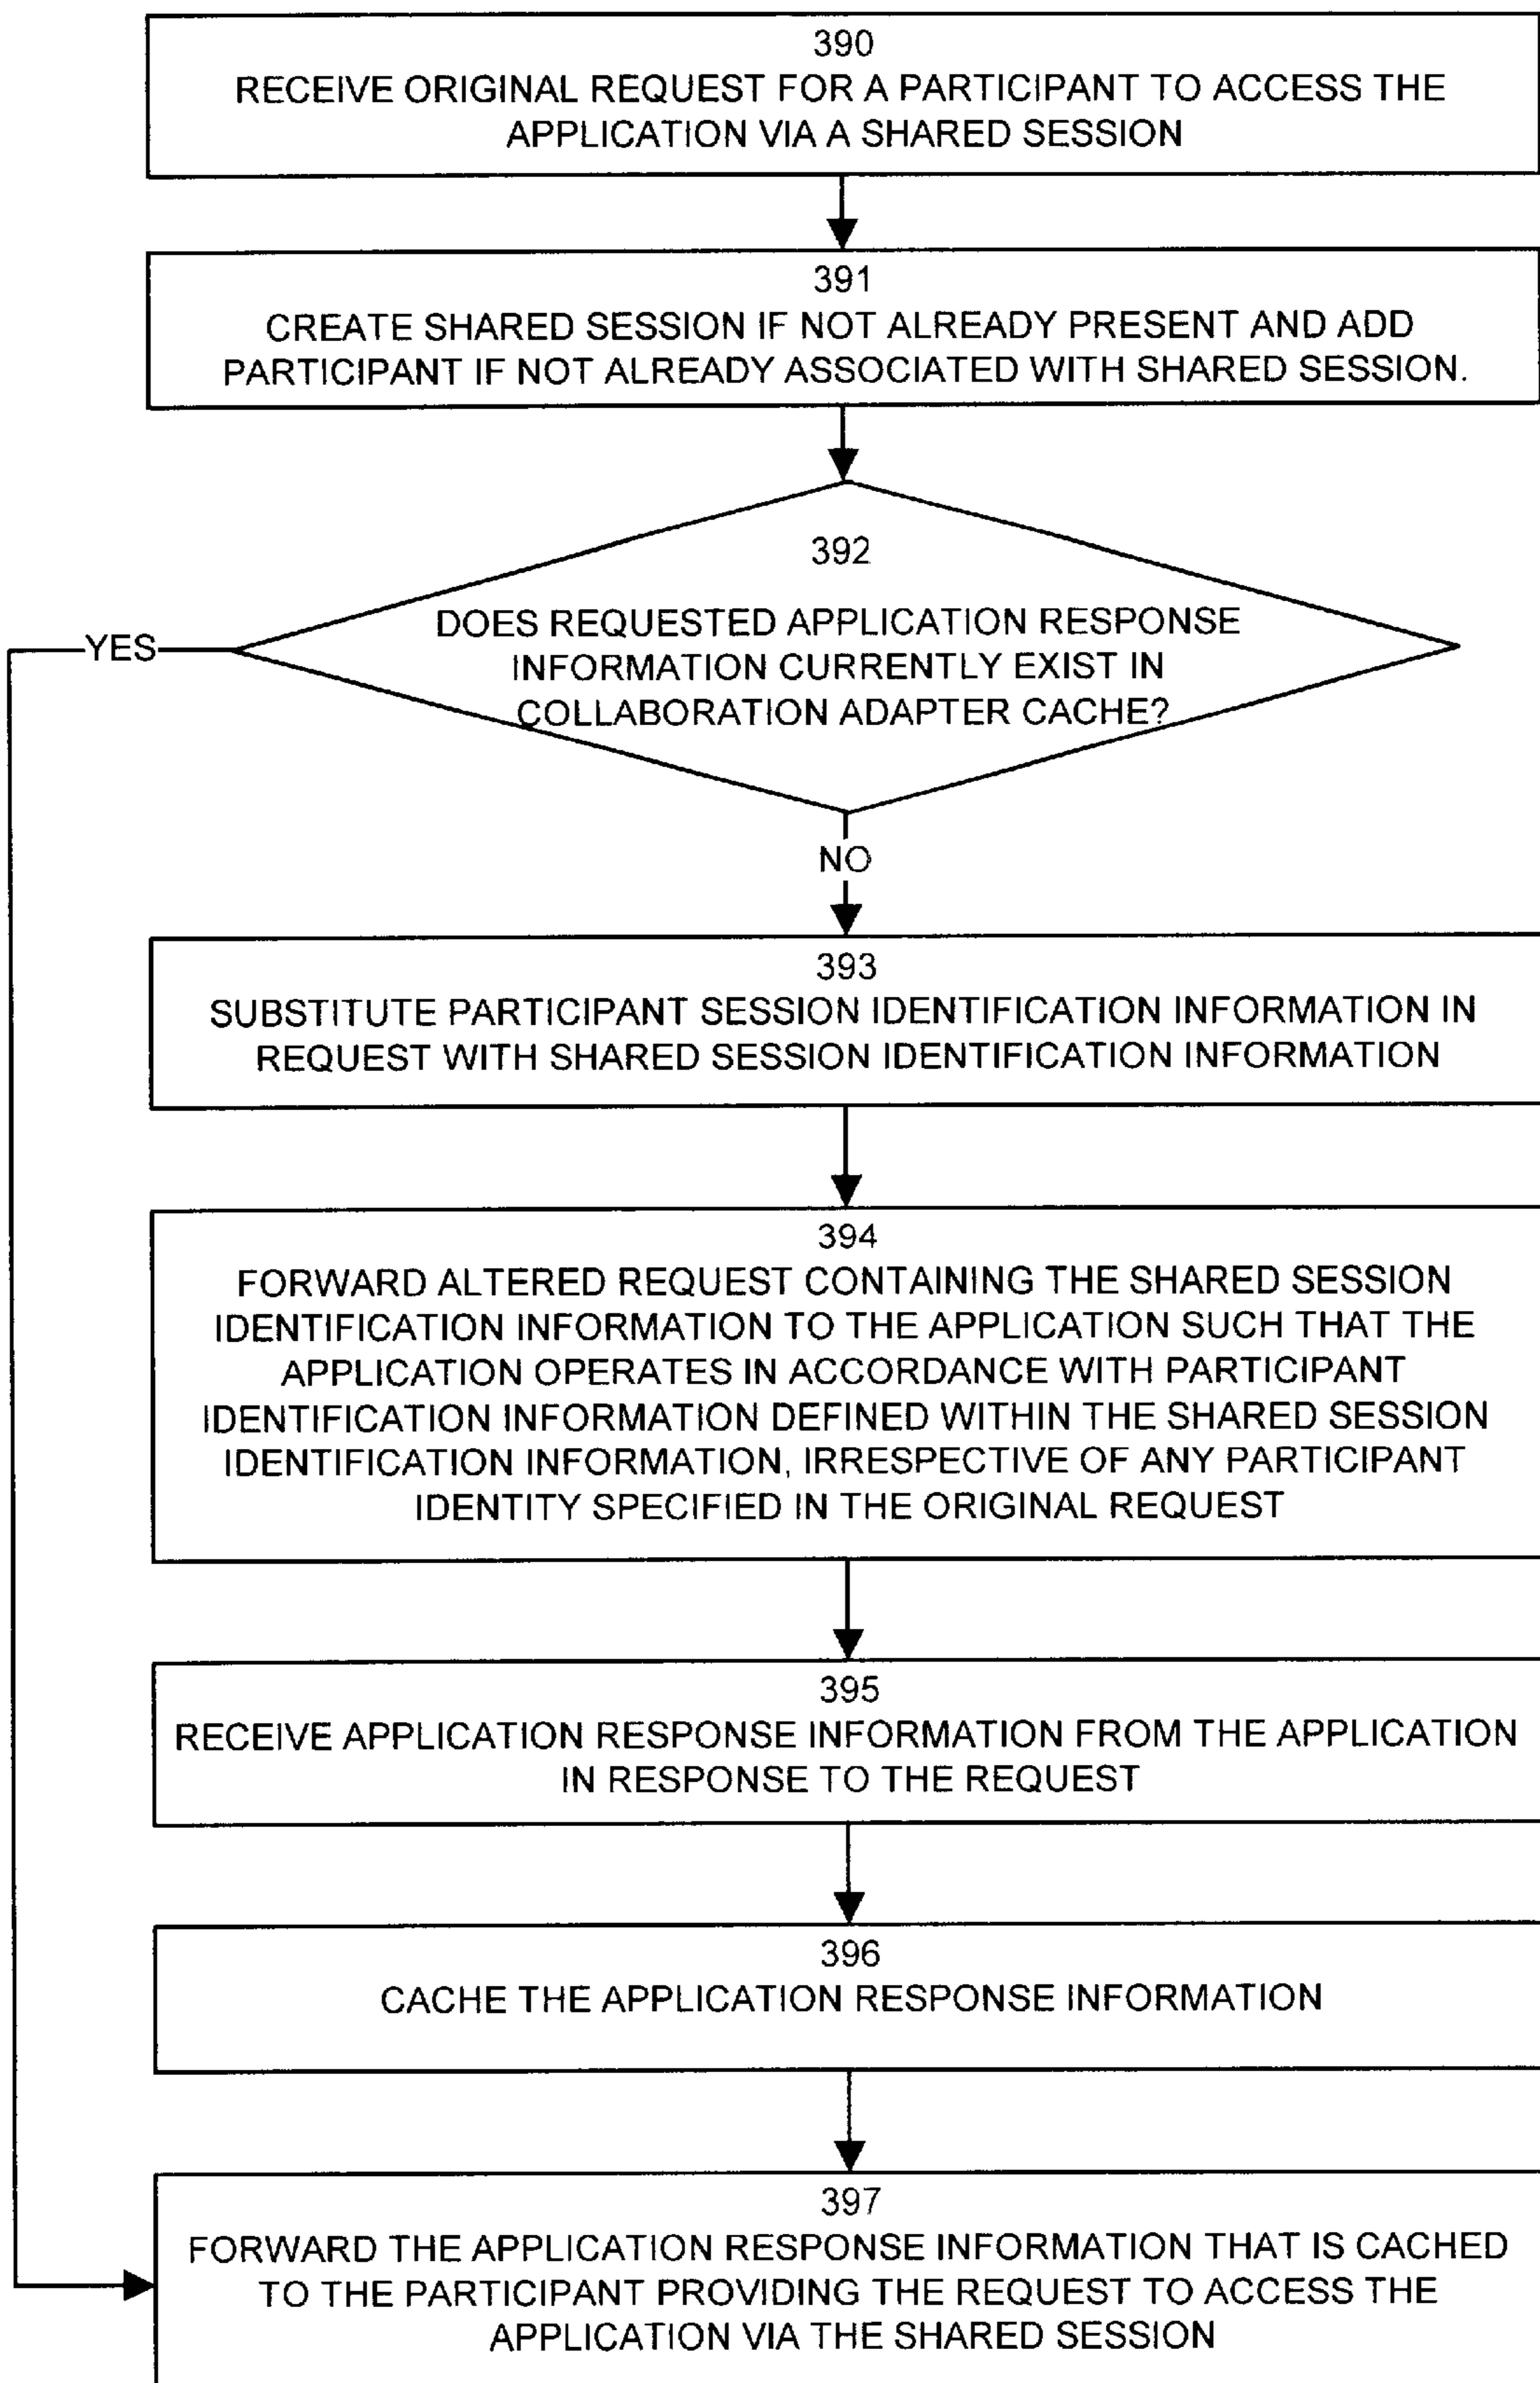 390
RECEIVE ORIGINAL REQUEST FOR A PARTICIPANT TO ACCESS THE
APPLICATION VIA A SHARED SESSION
391
CREATE SHARED SESSION IF NOT ALREADY PRESENT AND ADD
PARTICIPANT IF NOT ALREADY ASSOCIATED WITH SHARED SESSION.
392
DOES REQUESTED APPLICATION RESPONSE
INFORMATION CURRENTLY EXIST IN
COLLABORATION ADAPTER CACHE?
YES
NO
393
SUBSTITUTE PARTICIPANT SESSION IDENTIFICATION INFORMATION IN
REQUEST WITH SHARED SESSION IDENTIFICATION INFORMATION
394
FORWARD ALTERED REQUEST CONTAINING THE SHARED SESSION
IDENTIFICATION INFORMATION TO THE APPLICATION SUCH THAT THE
APPLICATION OPERATES IN ACCORDANCE WITH PARTICIPANT
IDENTIFICATION INFORMATION DEFINED WITHIN THE SHARED SESSION
IDENTIFICATION INFORMATION, IRRESPECTIVE OF ANY PARTICIPANT
IDENTITY SPECIFIED IN THE ORIGINAL REQUEST
395
RECEIVE APPLICATION RESPONSE INFORMATION FROM THE APPLICATION
IN RESPONSE TO THE REQUEST
396
CACHE THE APPLICATION RESPONSE INFORMATION
397
FORWARD THE APPLICATION RESPONSE INFORMATION THAT IS CACHED
TO THE PARTICIPANT PROVIDING THE REQUEST TO ACCESS THE
APPLICATION VIA THE SHARED SESSION